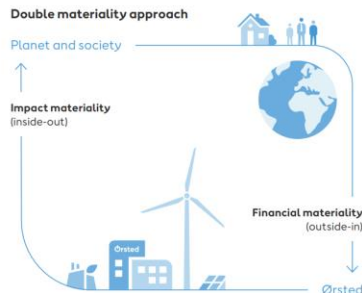 Double materiality approach
Planet and society
Impact materiality
(inside-out)
Financial materiality
(outside-in)
Ørsted
Ørsted